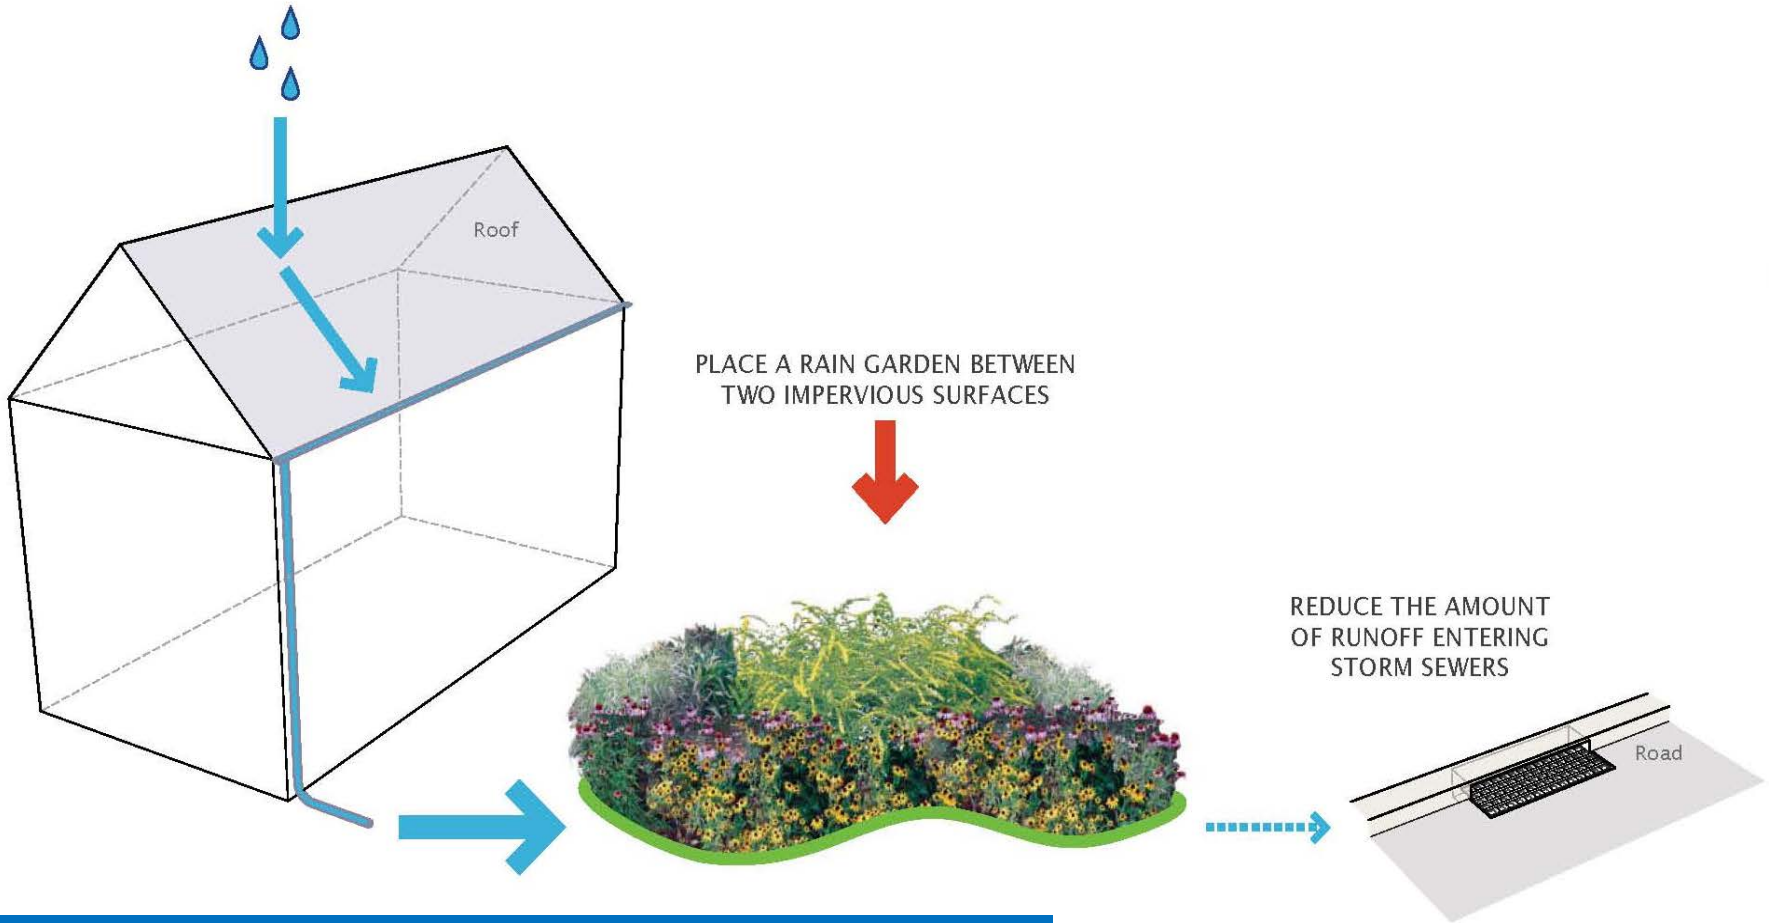 Roof
PLACE A RAIN GARDEN BETWEEN
TWO IMPERVIOUS SURFACES
REDUCE THE AMOUNT
OF RUNOFF ENTERING
STORM SEWERS
Road